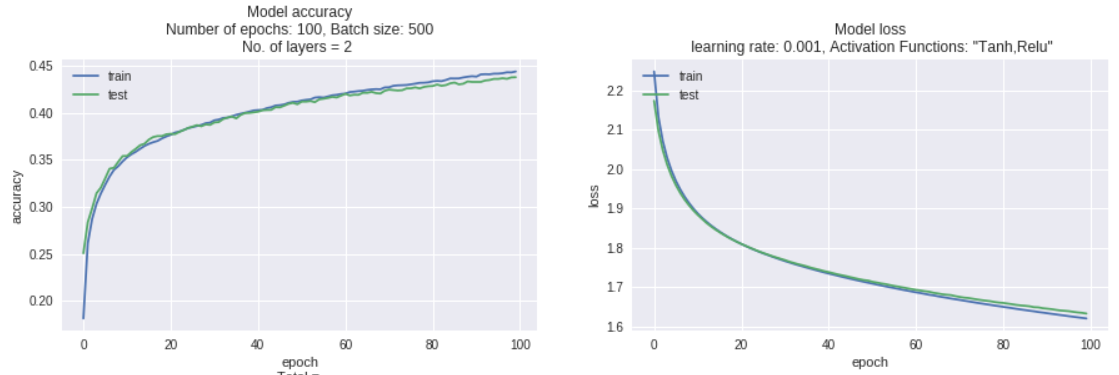 Model accuracy
Number of epochs: 100, Batch size: 500
No. of layers = 2
0.45
0.40
0.35
0.30
0.25
0.20
accuracy
train
test
0 20 40 60 80 100
epoch
Total =
Model loss
learning rate: 0.001, Activation Functions: "Tanh,Relu"
2.2
2.1
2.0
1.9
1.8
1.7
1.6
loss
train
test
0 20 40 60 80 100
epoch